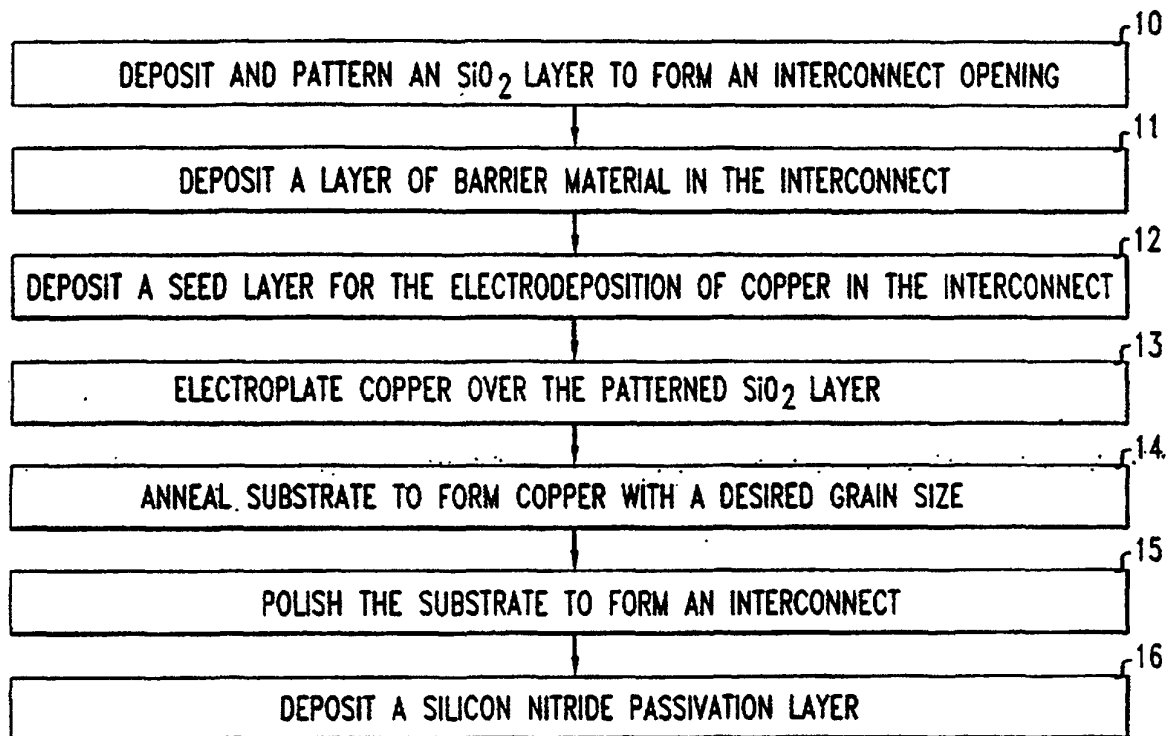 10
DEPOSIT AND PATTERN AN SiO2 LAYER TO FORM AN INTERCONNECT OPENING
11
DEPOSIT A LAYER OF BARRIER MATERIAL IN THE INTERCONNECT
12
DEPOSIT A SEED LAYER FOR THE ELECTRODEPOSITION OF COPPER IN THE INTERCONNECT
13
ELECTROPLATE COPPER OVER THE PATTERNED SiO2 LAYER
14
ANNEAL SUBSTRATE TO FORM COPPER WITH A DESIRED GRAIN SIZE
15
POLISH THE SUBSTRATE TO FORM AN INTERCONNECT
16
DEPOSIT A SILICON NITRIDE PASSIVATION LAYER